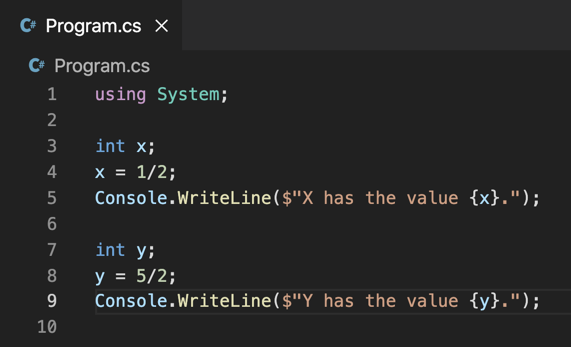 C# Program.cs ×
C# Program.cs
1 using System;
2
3 int x;
4 x = 1/2;
5 Console.WriteLine($"X has the value {x}.");
6
7 int y;
8 y = 5/2;
9 Console.WriteLine($"Y has the value {y}.");
10